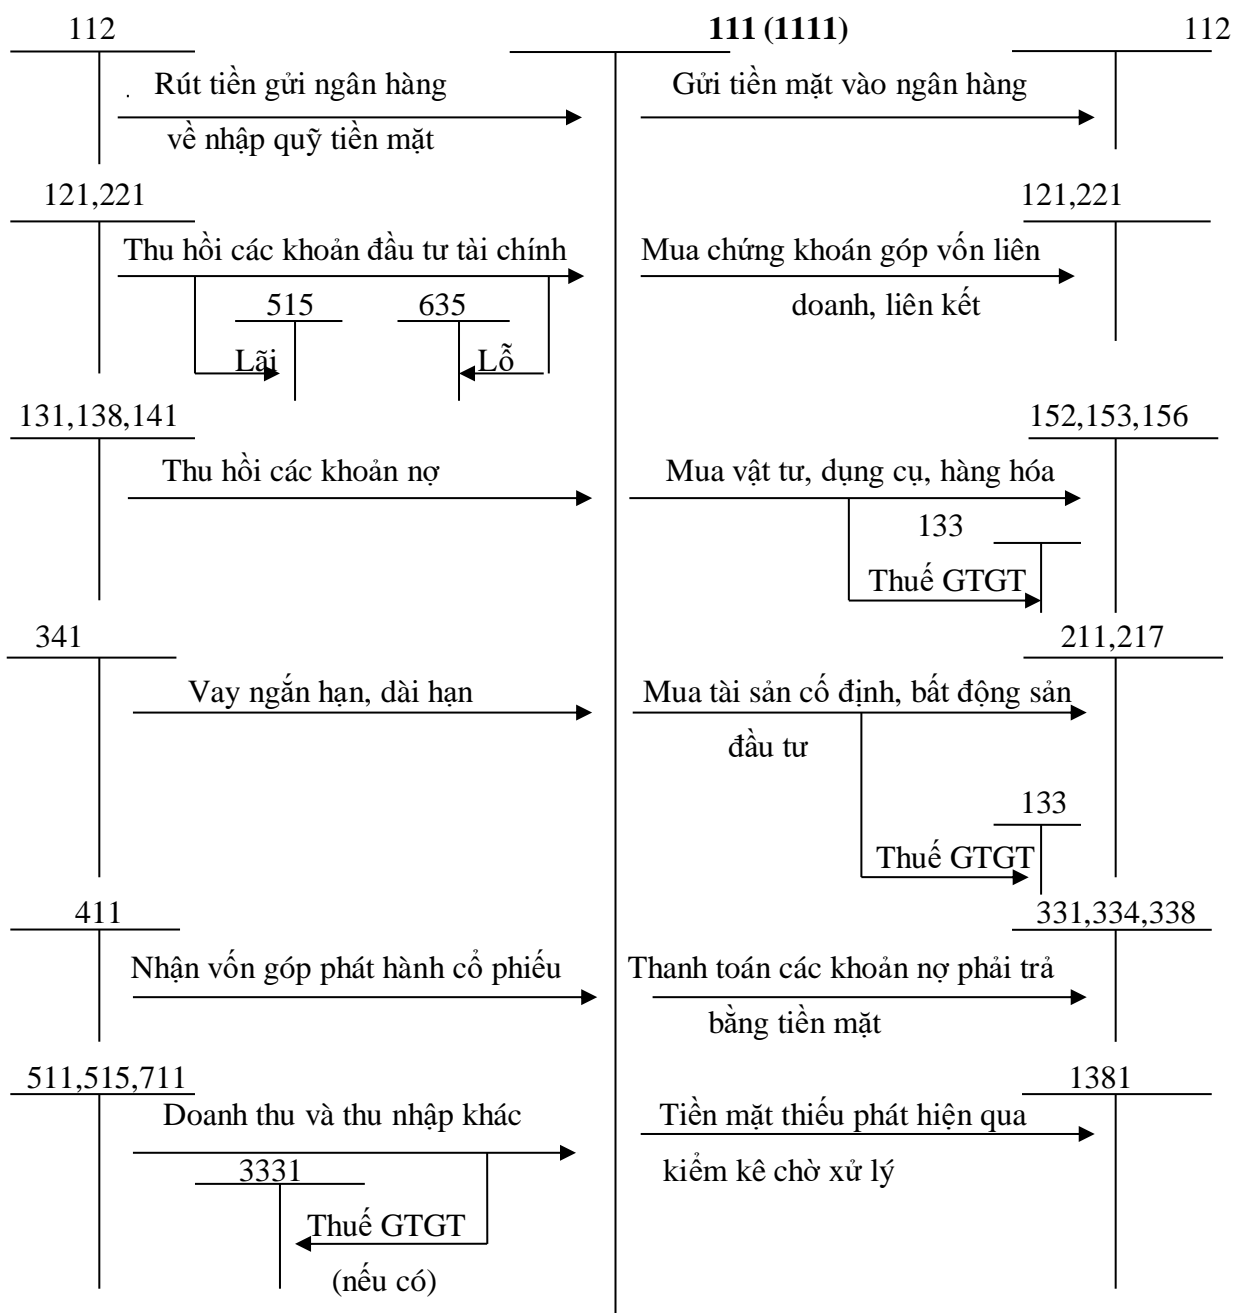 112
111 (1111)
112
Rút tiền gửi ngân hàng
Gửi tiền mặt vào ngân hàng
về nhập quỹ tiền mặt
121,221
121,221
Thu hồi các khoản đầu tư tài chính
Mua chứng khoán góp vốn liên
515
635
doanh, liên kết
Lãi
Lỗ
131,138,141
152,153,156
Thu hồi các khoản nợ
Mua vật tư, dụng cụ, hàng hóa
133
Thuế GTGT
341
211,217
Vay ngắn hạn, dài hạn
Mua tài sản cố định, bất động sản
đầu tư
133
Thuế GTGT
411
331,334,338
Nhận vốn góp phát hành cổ phiếu
Thanh toán các khoản nợ phải trả
bằng tiền mặt
511,515,711
1381
Doanh thu và thu nhập khác
Tiền mặt thiếu phát hiện qua
3331
kiểm kê chờ xử lý
Thuế GTGT
(nếu có)